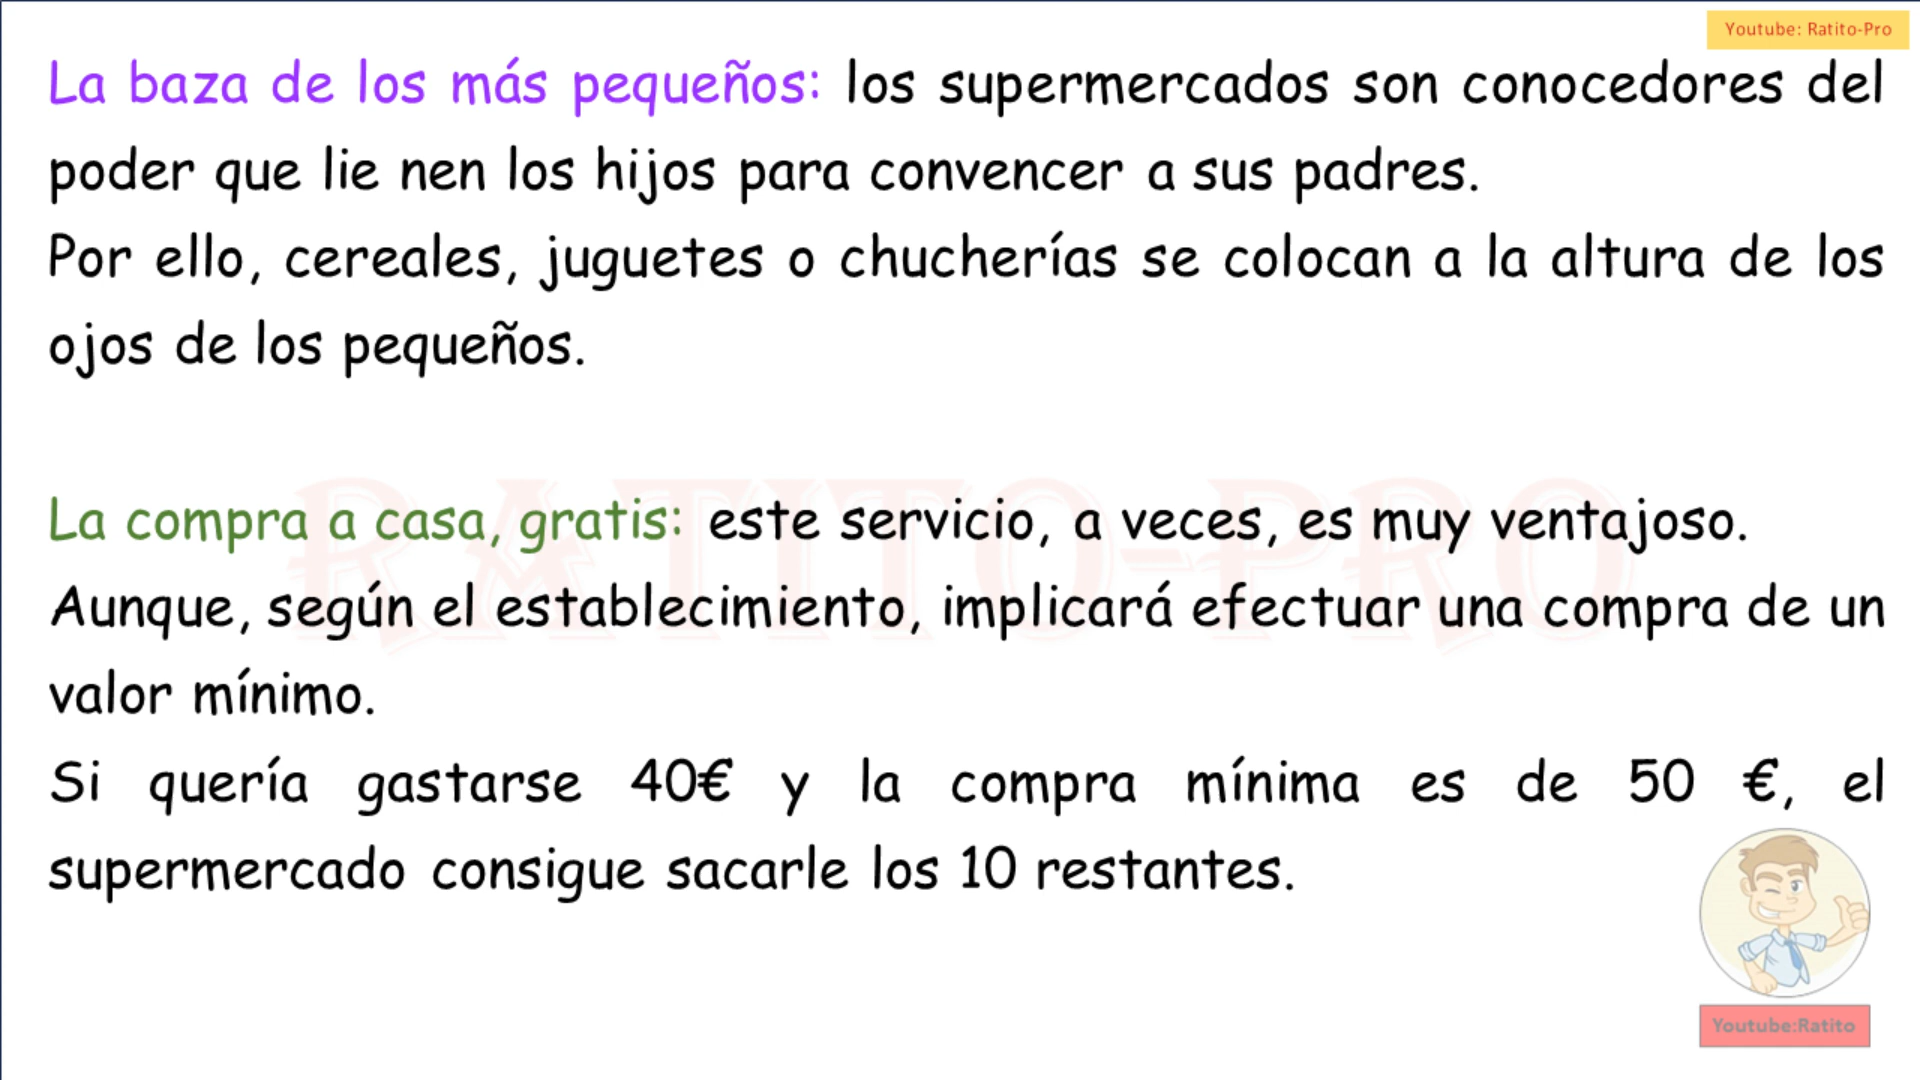 Youtube: Ratito-Pro
La baza de los más pequeños: los supermercados son conocedores del
poder que lie nen los hijos para convencer a sus padres.
Por ello, cereales, juguetes o chucherías se colocan a la altura de los
ojos de los pequeños.
RATITO-PRO
La compra a casa, gratis: este servicio, a veces, es muy ventajoso.
Aunque, según el establecimiento, implicará efectuar una compra de un
valor mínimo.
Si quería gastarse 40€ y la compra mínima es de 50 €, el
supermercado consigue sacarle los 10 restantes.
Youtube:Ratito